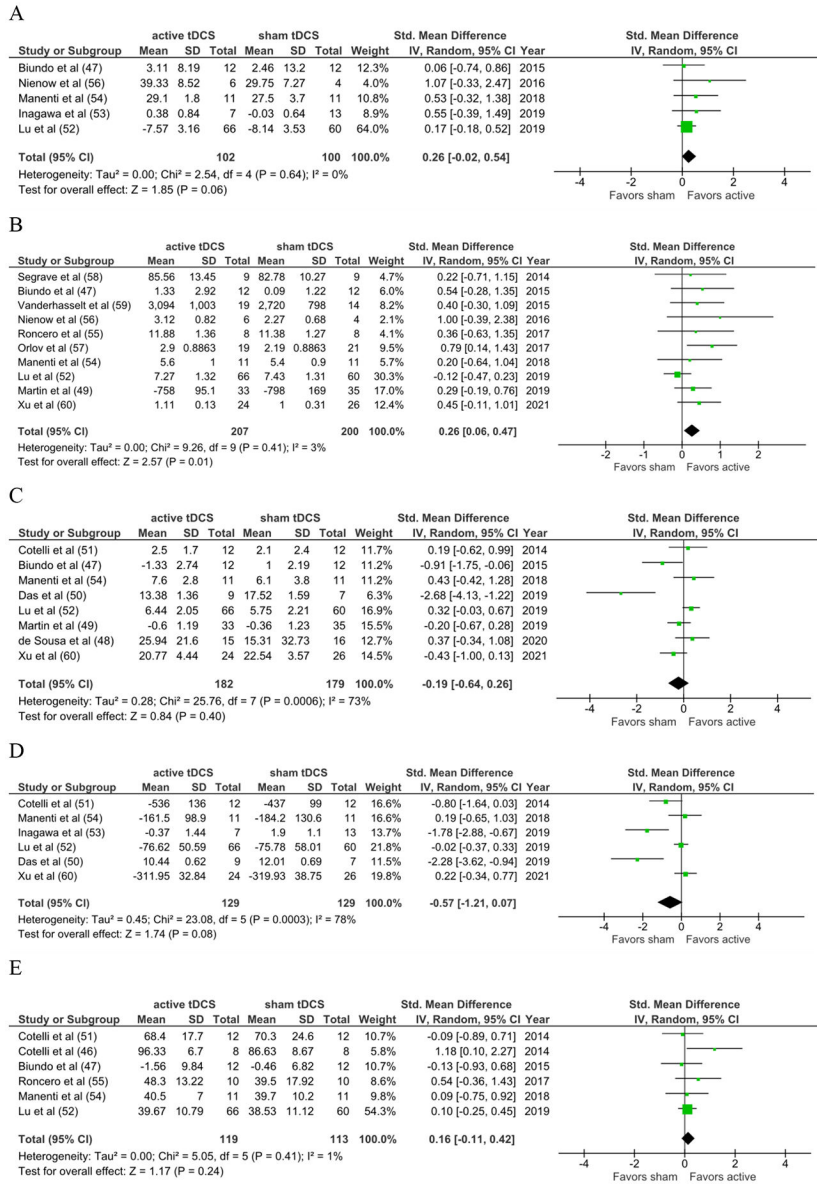 A
active tDCS sham tDCS Std. Mean Difference Std. Mean Difference
Study or Subgroup Mean SD Total Mean SD Total Weight IV, Random, 95% CI Year IV, Random, 95% CI
Biundo et al (47) 3.11 8.19 12 2.46 13.2 12 12.3% 0.06 [-0.74, 0.86] 2015
Nienow et al (56) 39.33 8.52 6 29.75 7.27 4 4.1% 1.07 [-0.33, 2.47] 2016
Manenti et al (54) 29.1 1.8 11 27.5 3.7 11 10.8% 0.53 [-0.32, 1.38] 2018
Inagawa et al (53) 0.38 0.84 7 -0.03 0.64 13 8.9% 0.55 [-0.39, 1.49] 2019
Lu et al (52) -7.57 3.16 66 -8.14 3.53 60 64.0% 0.17 [-0.18, 0.52] 2019
Total (95% CI) 102 100 100.0% 0.26 [-0.02, 0.54]
Heterogeneity: Tau² = 0.00; Chi² = 2.54, df = 4 (P = 0.64); I² = 0%
Test for overall effect: Z = 1.85 (P = 0.06)
-4 -2 0 2 4
Favors sham Favors active
B
active tDCS sham tDCS Std. Mean Difference Std. Mean Difference
Study or Subgroup Mean SD Total Mean SD Total Weight IV, Random, 95% CI Year IV, Random, 95% CI
Segrave et al (58) 85.56 13.45 9 82.78 10.27 9 4.7% 0.22 [-0.71, 1.15] 2014
Biundo et al (47) 1.33 2.92 12 0.09 1.22 12 6.0% 0.54 [-0.28, 1.35] 2015
Vanderhasselt et al (59) 3,094 1,003 19 2,720 798 14 8.2% 0.40 [-0.30, 1.09] 2015
Nienow et al (56) 3.12 0.82 6 2.27 0.68 4 2.1% 1.00 [-0.39, 2.38] 2016
Roncero et al (55) 11.88 1.36 8 11.38 1.27 8 4.1% 0.36 [-0.63, 1.35] 2017
Orlov et al (57) 2.9 0.8863 19 2.19 0.8863 21 9.5% 0.79 [0.14, 1.43] 2017
Manenti et al (54) 5.6 1 11 5.4 0.9 11 5.7% 0.20 [-0.64, 1.04] 2018
Lu et al (52) 7.27 1.32 66 7.43 1.31 60 30.3% -0.12 [-0.47, 0.23] 2019
Martin et al (49) -758 95.1 33 -798 169 35 17.0% 0.29 [-0.19, 0.76] 2019
Xu et al (60) 1.11 0.13 24 1 0.31 26 12.4% 0.45 [-0.11, 1.01] 2021
Total (95% CI) 207 200 100.0% 0.26 [0.06, 0.47]
Heterogeneity: Tau² = 0.00; Chi² = 9.26, df = 9 (P = 0.41); I² = 3%
Test for overall effect: Z = 2.57 (P = 0.01)
-2 -1 0 1 2
Favors sham Favors active
C
active tDCS sham tDCS Std. Mean Difference Std. Mean Difference
Study or Subgroup Mean SD Total Mean SD Total Weight IV, Random, 95% CI Year IV, Random, 95% CI
Cotelli et al (51) 2.5 1.7 12 2.1 2.4 12 11.7% 0.19 [-0.62, 0.99] 2014
Biundo et al (47) -1.33 2.74 12 1 2.19 12 11.2% -0.91 [-1.75, -0.06] 2015
Manenti et al (54) 7.6 2.8 11 6.1 3.8 11 11.1% 0.43 [-0.42, 1.28] 2018
Das et al (50) 13.38 1.36 9 17.52 1.59 7 6.0% -2.68 [-4.13, -1.22] 2019
Lu et al (52) 6.44 2.05 66 5.75 2.21 60 16.9% 0.32 [-0.03, 0.67] 2019
Martin et al (49) -0.6 1.19 33 -0.36 1.23 35 15.7% -0.20 [-0.67, 0.28] 2019
de Sousa et al (48) 25.94 21.6 15 15.31 32.73 16 12.7% 0.37 [-0.34, 1.08] 2020
Xu et al (60) 20.77 4.44 24 22.54 3.57 26 14.5% -0.43 [-1.00, 0.13] 2021
Total (95% CI) 182 179 100.0% -0.19 [-0.64, 0.26]
Heterogeneity: Tau² = 0.28; Chi² = 25.76, df = 7 (P = 0.0006); I² = 73%
Test for overall effect: Z = 0.84 (P = 0.40)
-4 -2 0 2 4
Favors sham Favors active
D
active tDCS sham tDCS Std. Mean Difference Std. Mean Difference
Study or Subgroup Mean SD Total Mean SD Total Weight IV, Random, 95% CI Year IV, Random, 95% CI
Cotelli et al (51) -536 136 12 -437 99 12 16.6% -0.80 [-1.64, 0.03] 2014
Manenti et al (54) -161.5 98.9 11 -184.2 130.6 11 16.5% 0.19 [-0.65, 1.03] 2018
Inagawa et al (53) -0.37 1.44 7 1.9 1.1 13 13.4% -1.78 [-2.88, -0.67] 2019
Lu et al (52) -76.62 50.59 66 -75.78 58.01 60 21.8% -0.02 [-0.37, 0.33] 2019
Das et al (50) 10.44 0.62 9 12.01 0.69 7 11.1% -2.28 [-3.62, -0.94] 2019
Xu et al (60) -311.95 32.84 24 -319.93 38.75 26 19.8% 0.22 [-0.34, 0.77] 2021
Total (95% CI) 129 129 100.0% -0.57 [-1.21, 0.07]
Heterogeneity: Tau² = 0.45; Chi² = 23.08, df = 5 (P = 0.0003); I² = 78%
Test for overall effect: Z = 1.74 (P = 0.08)
-4 -2 0 2 4
Favors sham Favors active
E
active tDCS sham tDCS Std. Mean Difference Std. Mean Difference
Study or Subgroup Mean SD Total Mean SD Total Weight IV, Random, 95% CI Year IV, Random, 95% CI
Cotelli et al (51) 68.4 17.7 12 70.3 24.6 12 10.7% -0.09 [-0.89, 0.71] 2014
Cotelli et al (46) 96.33 6.7 8 86.63 8.67 8 5.8% 1.18 [0.10, 2.27] 2014
Biundo et al (47) -1.56 9.84 12 -0.46 6.82 12 10.7% -0.13 [-0.93, 0.68] 2015
Roncero et al (55) 48.3 13.22 10 39.5 17.92 10 8.6% 0.54 [-0.36, 1.43] 2017
Manenti et al (54) 40.5 7 11 39.7 10.2 11 9.8% 0.09 [-0.75, 0.92] 2018
Lu et al (52) 39.67 10.79 66 38.53 11.12 60 54.3% 0.10 [-0.25, 0.45] 2019
Total (95% CI) 119 113 100.0% 0.16 [-0.11, 0.42]
Heterogeneity: Tau² = 0.00; Chi² = 5.05, df = 5 (P = 0.41); I² = 1%
Test for overall effect: Z = 1.17 (P = 0.24)
-4 -2 0 2 4
Favors sham Favors active